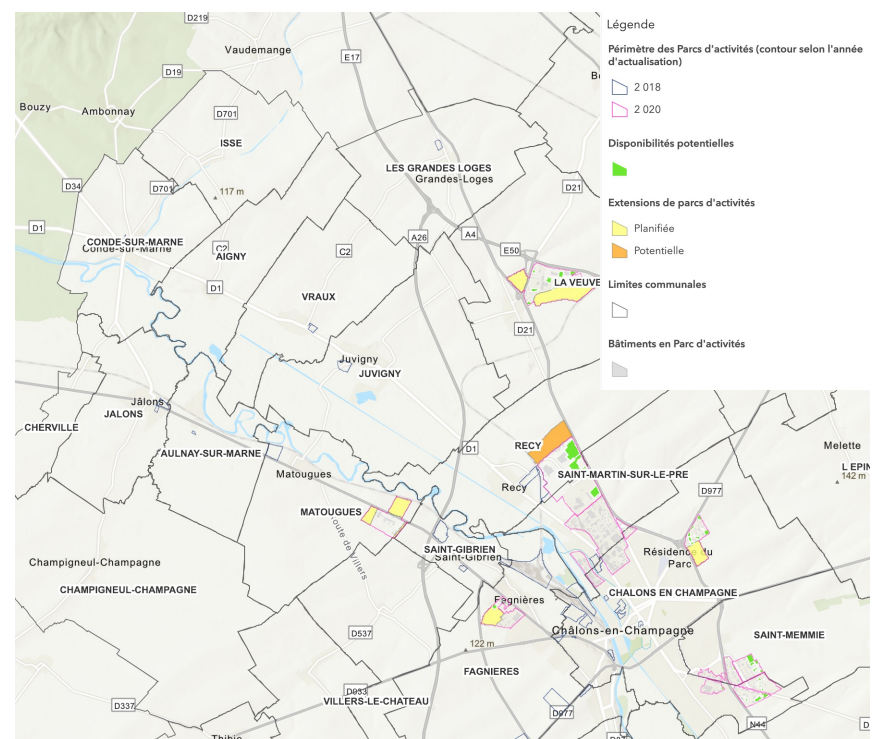 D219
Vaudemange
E17
D19
Bouzy
Ambonnay
D701
ISSE
LES GRANDES LOGES
Grandes-Loges
D34
D701
117 m
D21
D1
CONDE-SUR-MARNE
Condé-sur-Marne
C2
AIGNY
C2
A26
A4
E50
D1
VRAUX
LA VEUVE
D21
Juvigny
JUVIGNY
Jâlons
JALONS
CHERVILLE
AULNAY-SUR-MARNE
D1
RECY
Matougues
Recy
SAINT-MARTIN-SUR-LE-PRE
Melette
L EPIN
142 m
D977
MATOUGUES
Route de Villers
SAINT-GIBRIEN
Saint-Gibrien
Résidence du
Parc
Champigneul-Champagne
CHAMPIGNEUL-CHAMPAGNE
Fagnières
CHALONS EN CHAMPAGNE
D537
Châlons-en-Champagne
SAINT-MEMMIE
122 m
FAGNIERES
D933
VILLERS-LE-CHATEAU
D337
D977
N44
D
Thibie
Légende
Périmètre des Parcs d'activités (contour selon l'année
d'actualisation)
2 018
2 020
Disponibilités potentielles
Extensions de parcs d'activités
Planifiée
Potentielle
Limites communales
Bâtiments en Parc d'activités